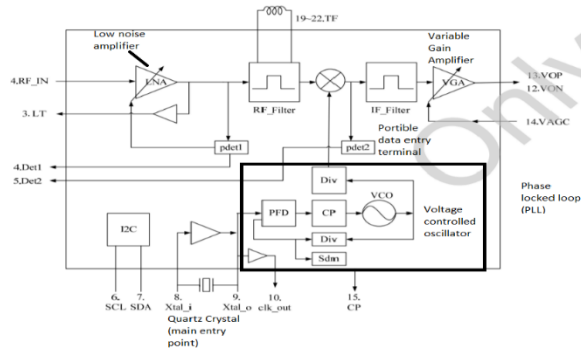 19~22,TF
Low noise
amplifier
Variable
Gain
Amplifier
4,RF_IN
LNA
RF_Filter
IF_Filter
VGA
13.VOP
12.VON
3. LT
14.VAGC
pdet1
pdet2
Portible
data entry
terminal
4,Det1
5,Det2
Div
VCO
PFD
CP
Voltage
controlled
oscillator
Phase
locked loop
(PLL)
I2C
Div
Sdm
6.
SCL
7.
SDA
8.
Xtal_i
9.
Xtal_o
10.
clk_out
15.
CP
Quartz Crystal
(main entry
point)
Only